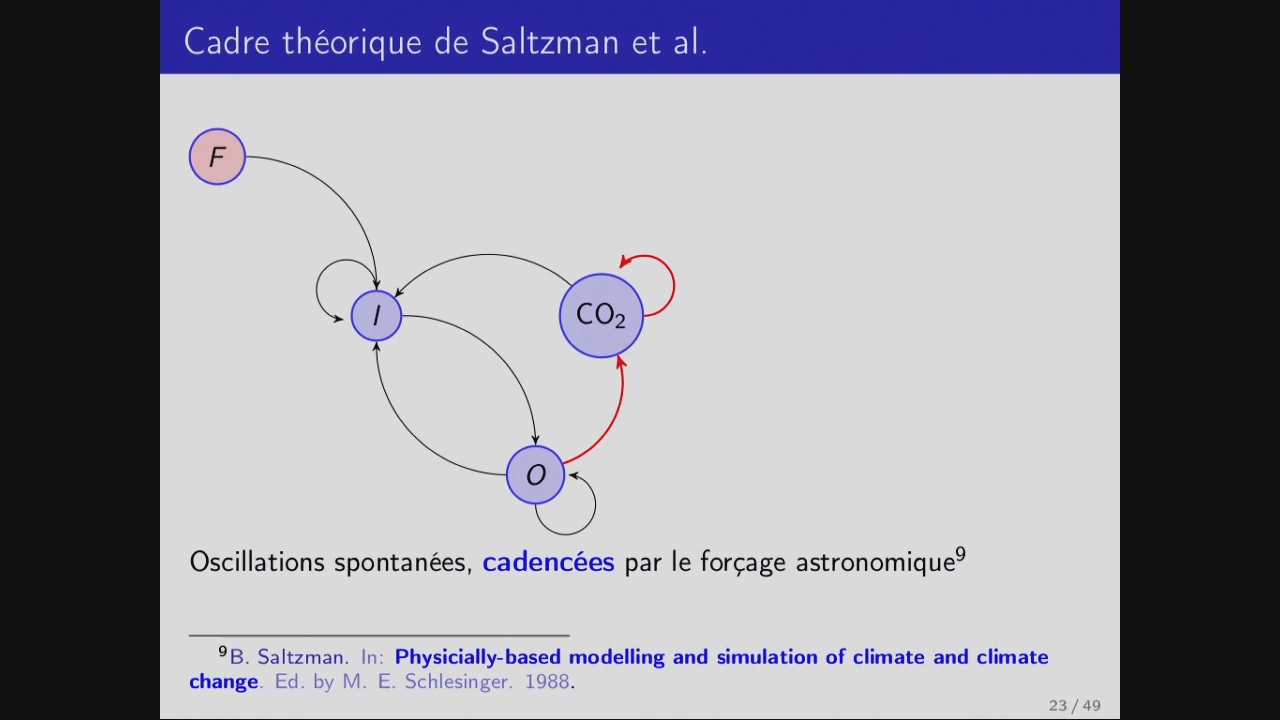 Cadre théorique de Saltzman et al.
F
I
CO₂
O
Oscillations spontanées, cadencées par le forçage astronomique⁹
⁹B. Saltzman. In: Physicially-based modelling and simulation of climate and climate
change. Ed. by M. E. Schlesinger. 1988.
23 / 49